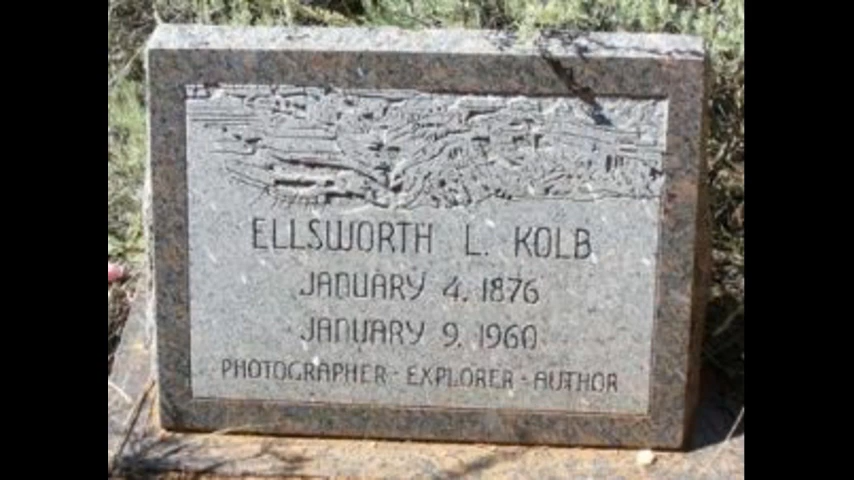 ELLSWORTH L. KOLB
JANUARY 4, 1876
JANUARY 9, 1960
PHOTOGRAPHER - EXPLORER - AUTHOR